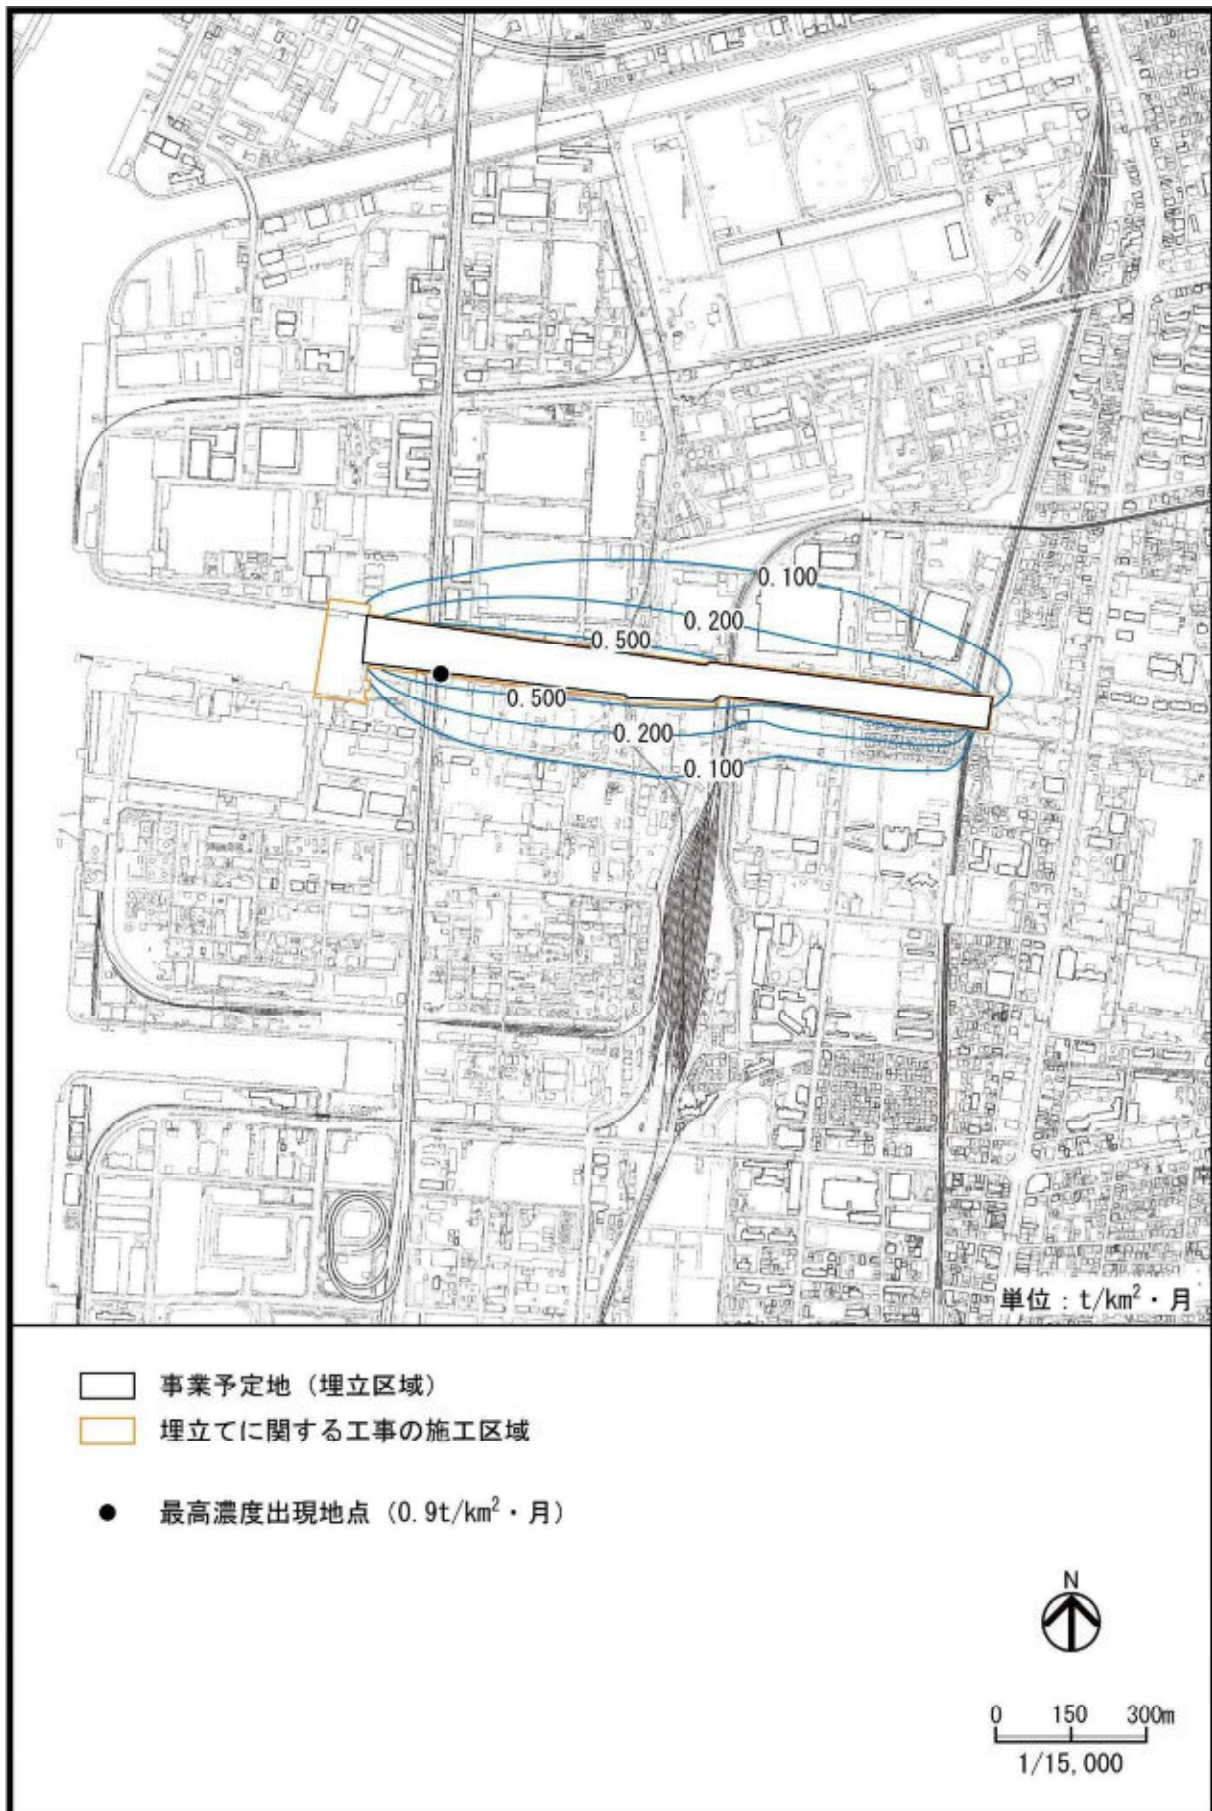 0.100
0.200
0.500
0.500
0.200
0.100
単位：t/km²・月
事業予定地（埋立区域）
埋立てに関する工事の施工区域
最高濃度出現地点（0.9t/km²・月）
N
0 150 300m
1/15,000